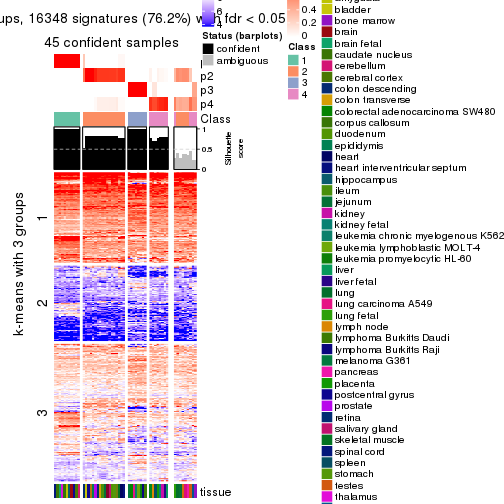 ups, 16348 signatures (76.2%) with fdr < 0.05
45 confident samples
p2
p3
p4
Class
1
0.5
0
Silhouette
score
k-means with 3 groups
1
2
3
tissue
4
Status (barplots)
confident
ambiguous
0.4
0.2
0
Class
1
2
3
4
bladder
bone marrow
brain
brain fetal
caudate nucleus
cerebellum
cerebral cortex
colon descending
colon transverse
colorectal adenocarcinoma SW480
corpus callosum
duodenum
epididymis
heart
heart interventricular septum
hippocampus
ileum
jejunum
kidney
kidney fetal
leukemia chronic myelogenous K562
leukemia lymphoblastic MOLT-4
leukemia promyelocytic HL-60
liver
liver fetal
lung
lung carcinoma A549
lung fetal
lymph node
lymphoma Burkitts Daudi
lymphoma Burkitts Raji
melanoma G361
pancreas
placenta
postcentral gyrus
prostate
retina
salivary gland
skeletal muscle
spinal cord
spleen
stomach
testes
thalamus